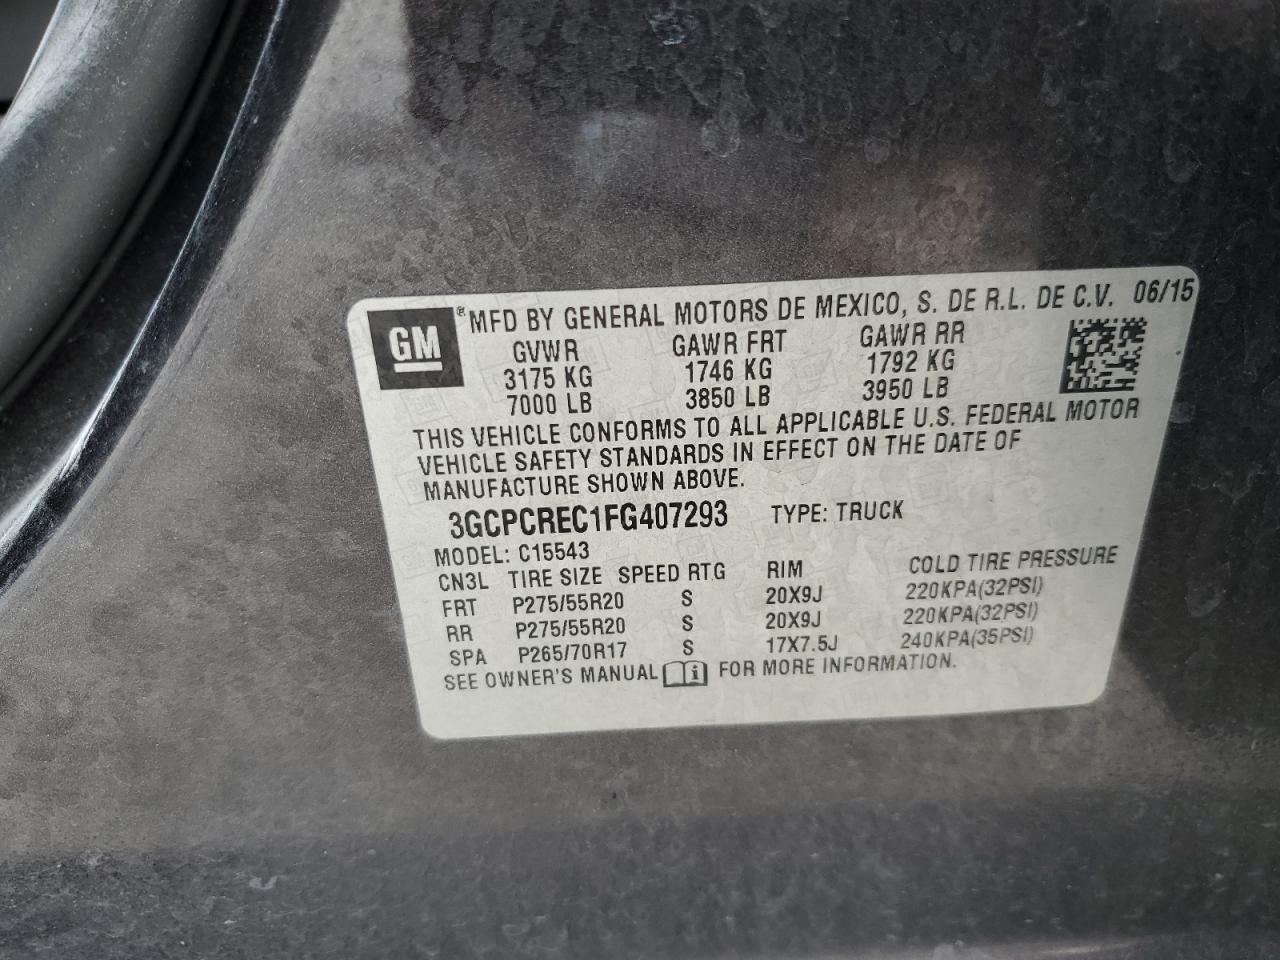 GM ® MFD BY GENERAL MOTORS DE MEXICO, S. DE R.L. DE C.V. 06/15
GVWR GAWR FRT GAWR RR
3175 KG 1746 KG 1792 KG
7000 LB 3850 LB 3950 LB
THIS VEHICLE CONFORMS TO ALL APPLICABLE U.S. FEDERAL MOTOR
VEHICLE SAFETY STANDARDS IN EFFECT ON THE DATE OF
MANUFACTURE SHOWN ABOVE.
3GCPCREC1FG407293 TYPE: TRUCK
MODEL: C15543
CN3L TIRE SIZE SPEED RTG RIM COLD TIRE PRESSURE
FRT P275/55R20 S 20X9J 220KPA(32PSI)
RR P275/55R20 S 20X9J 220KPA(32PSI)
SPA P265/70R17 S 17X7.5J 240KPA(35PSI)
SEE OWNER'S MANUAL i FOR MORE INFORMATION.